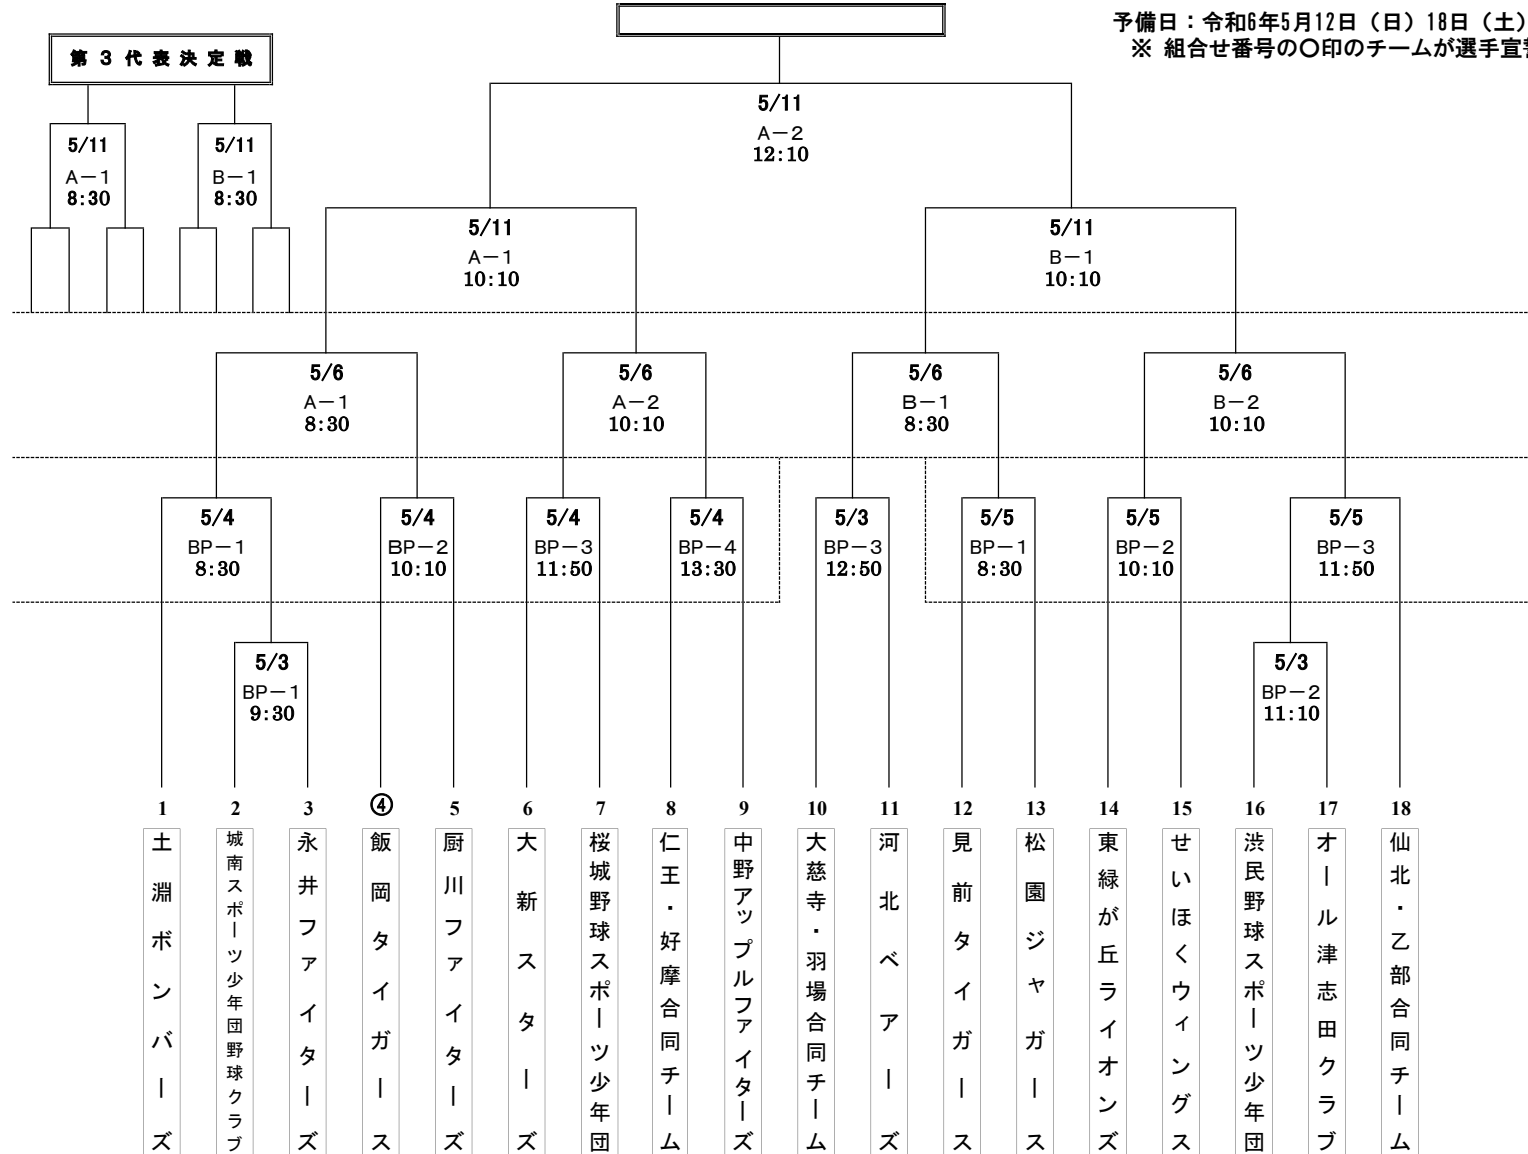 予備日：令和6年5月12日（日）18日（土）
※ 組合せ番号の〇印のチームが選手宣
第３代表決定戦
5/11
A－1
8:30
5/11
B－1
8:30
5/11
A－2
12:10
5/11
A－1
10:10
5/11
B－1
10:10
5/6
A－1
8:30
5/6
A－2
10:10
5/6
B－1
8:30
5/6
B－2
10:10
5/4
BP－1
8:30
5/4
BP－2
10:10
5/4
BP－3
11:50
5/4
BP－4
13:30
5/3
BP－3
12:50
5/5
BP－1
8:30
5/5
BP－2
10:10
5/5
BP－3
11:50
5/3
BP－1
9:30
5/3
BP－2
11:10
1
土淵ボンバーズ
2
城南スポーツ少年団野球クラブ
3
永井ファイターズ
④
飯岡タイガース
5
厨川ファイターズ
6
大新スターズ
7
桜城野球スポーツ少年団
8
仁王・好摩合同チーム
9
中野アップルファイターズ
10
大慈寺・羽場合同チーム
11
河北ベアーズ
12
見前タイガース
13
松園ジャガース
14
東緑が丘ライオンズ
15
せいほくウィングス
16
渋民野球スポーツ少年団
17
オール津志田クラブ
18
仙北・乙部合同チーム